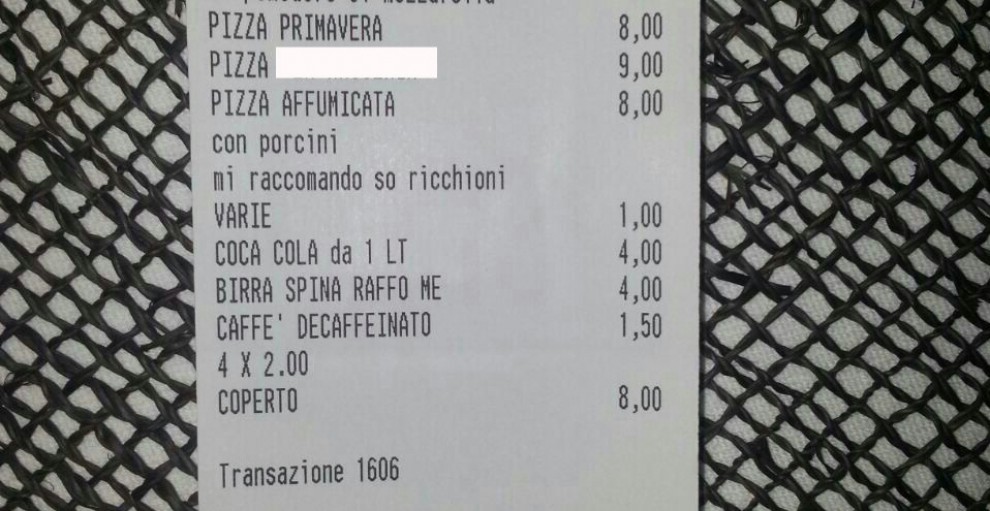 PIZZA PRIMAVERA 8,00
PIZZA 9,00
PIZZA AFFUMICATA 8,00
con porcini
mi raccomando so ricchioni
VARIE 1,00
COCA COLA da 1 LT 4,00
BIRRA SPINA RAFFO ME 4,00
CAFFE' DECAFFEINATO 1,50
4 X 2.00
COPERTO 8,00
Transazione 1606